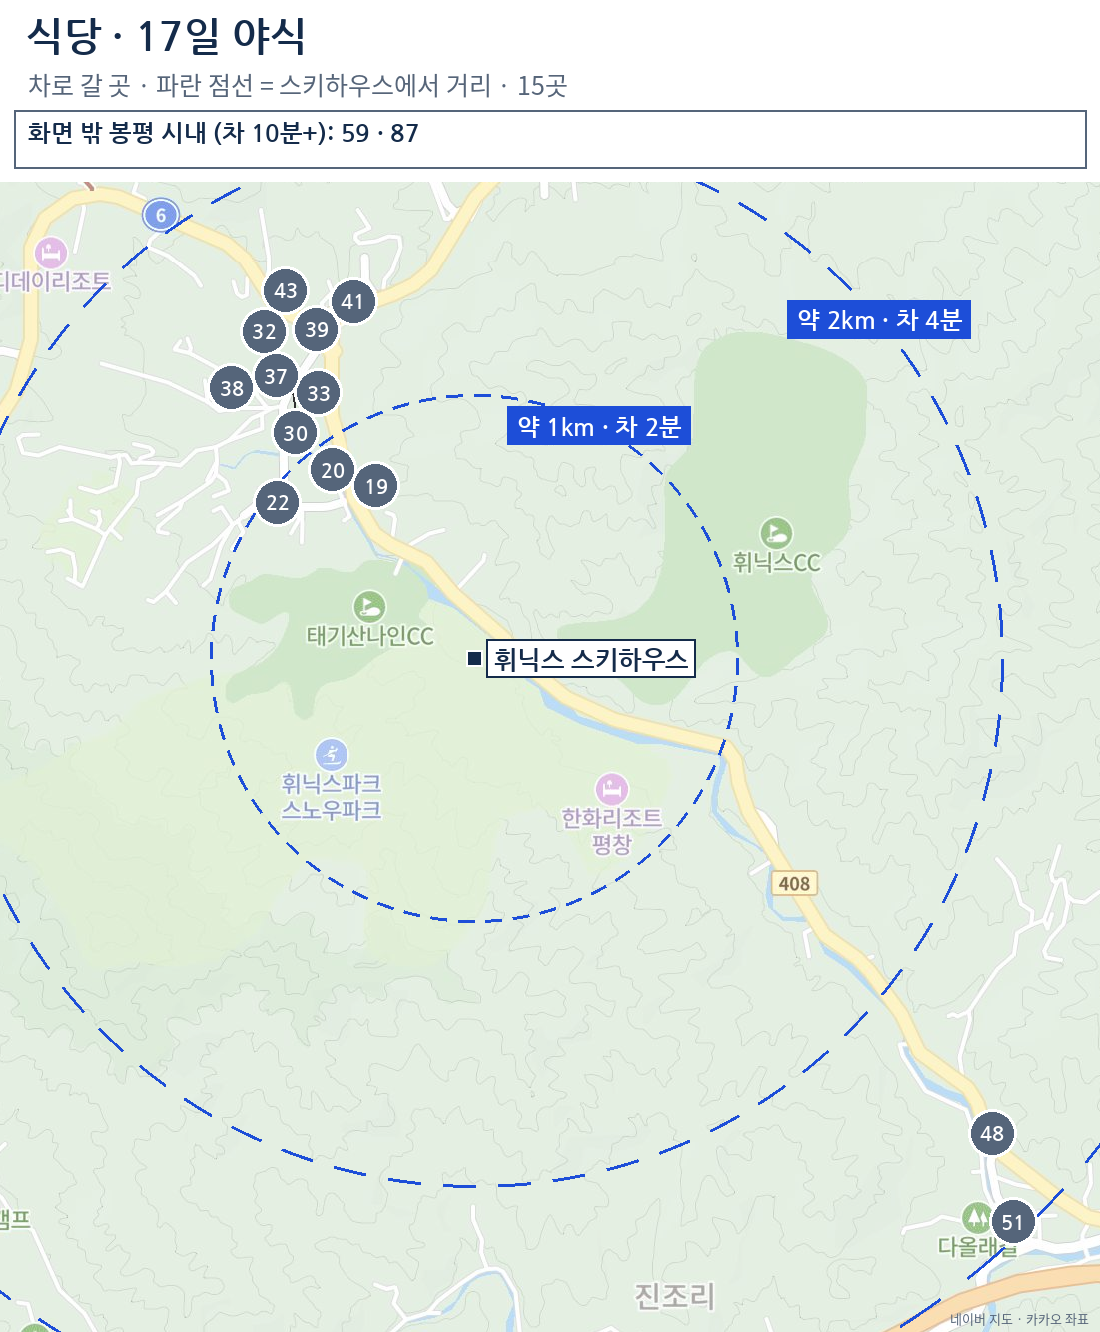 식당 · 17일 야식
차로 갈 곳 · 파란 점선 = 스키하우스에서 거리 · 15곳
화면 밖 봉평 시내 (차 10분+): 59 · 87
6
디데이리조트
43
41
32
39
약 2km · 차 4분
37
38
33
약 1km · 차 2분
30
20
19
22
휘닉스CC
태기산나인CC
휘닉스 스키하우스
휘닉스파크
스노우파크
한화리조트
평창
408
48
캠프
51
다올래길
진조리
네이버 지도 · 카카오 좌표